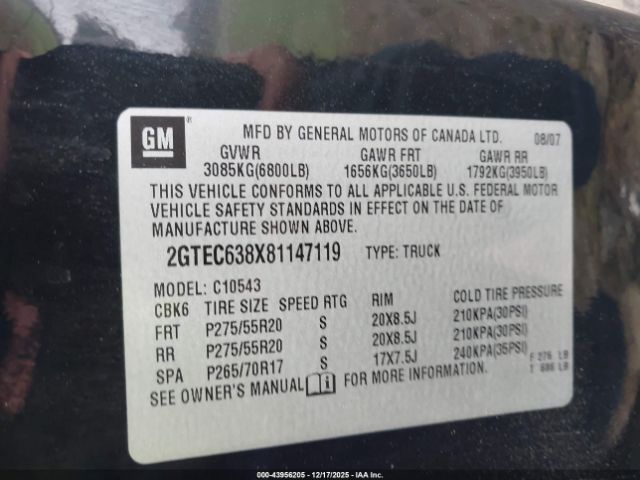 GM ®
MFD BY GENERAL MOTORS OF CANADA LTD. 08/07
GVWR GAWR FRT GAWR RR
3085KG(6800LB) 1656KG(3650LB) 1792KG(3950LB)
THIS VEHICLE CONFORMS TO ALL APPLICABLE U.S. FEDERAL MOTOR
VEHICLE SAFETY STANDARDS IN EFFECT ON THE DATE OF
MANUFACTURE SHOWN ABOVE.
2GTEC638X81147119 TYPE: TRUCK
MODEL: C10543
CBK6 TIRE SIZE SPEED RTG RIM COLD TIRE PRESSURE
FRT P275/55R20 S 20X8.5J 210KPA(30PSI)
RR P275/55R20 S 20X8.5J 210KPA(30PSI)
SPA P265/70R17 S 17X7.5J 240KPA(35PSI)
SEE OWNER'S MANUAL FOR MORE INFORMATION.
F 276 LB
T 686 LB
000-43956205 - 12/17/2025 - IAA Inc.